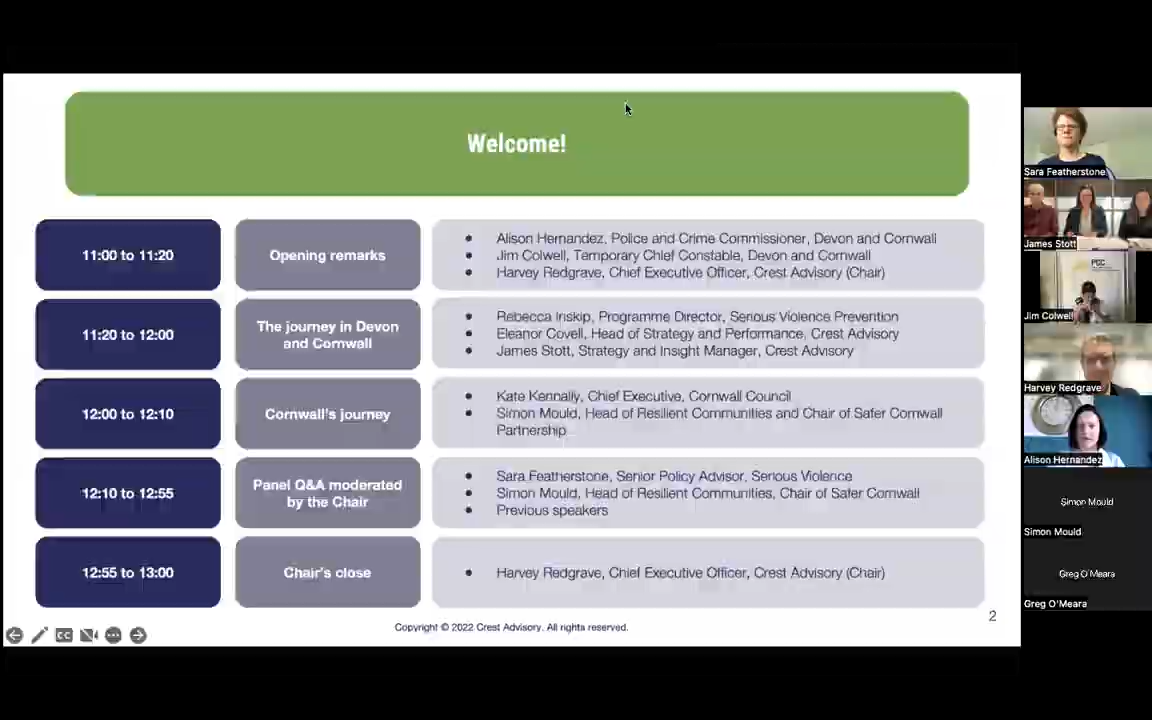 Welcome!
11:00 to 11:20
Opening remarks
Alison Hernandez, Police and Crime Commissioner, Devon and Cornwall
Jim Colwell, Temporary Chief Constable, Devon and Cornwall
Harvey Redgrave, Chief Executive Officer, Crest Advisory (Chair)
11:20 to 12:00
The journey in Devon
and Cornwall
Rebecca Inskip, Programme Director, Serious Violence Prevention
Eleanor Covell, Head of Strategy and Performance, Crest Advisory
James Stott, Strategy and Insight Manager, Crest Advisory
12:00 to 12:10
Cornwall's journey
Kate Kennally, Chief Executive, Cornwall Council
Simon Mould, Head of Resilient Communities and Chair of Safer Cornwall
Partnership
12:10 to 12:55
Panel Q&A moderated
by the Chair
Sara Featherstone, Senior Policy Advisor, Serious Violence
Simon Mould, Head of Resilient Communities, Chair of Safer Cornwall
Previous speakers
12:55 to 13:00
Chair's close
Harvey Redgrave, Chief Executive Officer, Crest Advisory (Chair)
Copyright © 2022 Crest Advisory. All rights reserved.
2
CC
Sara Featherstone
James Stott
PCC
Jim Colwell
Harvey Redgrave
Alison Hernandez
Simon Mould
Simon Mould
Greg O'Meara
Greg O'Meara